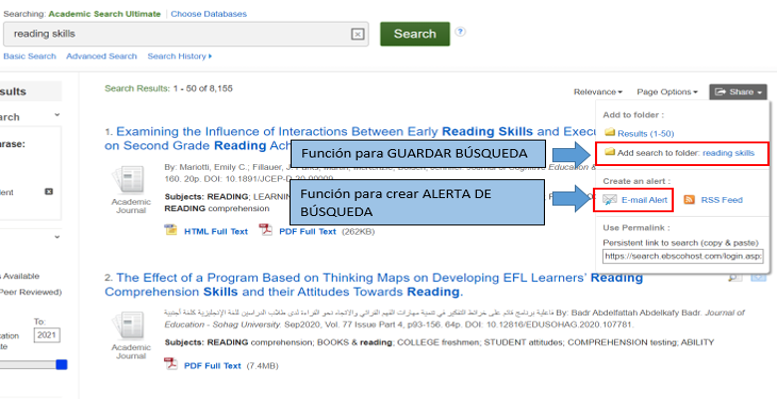 Searching: Academic Search Ultimate | Choose Databases
reading skills
Search
Basic Search Advanced Search Search History
sults
Search Results: 1 - 50 of 8,155
Relevance Page Options Share
arch
Add to folder :
rase:
1. Examining the Influence of Interactions Between Early Reading Skills and Execu
Results (1-50)
on Second Grade Reading Ach
Función para GUARDAR BÚSQUEDA
Add search to folder: reading skills
By: Mariotti, Emily C.; Fillauer,
Education &
160. 20p. DOI: 10.1891/JCEP-D-20-00009
Create an alert :
dent
Academic
Journal
Subjects: READING; LEARNIN
Función para crear ALERTA DE
BÚSQUEDA
E-mail Alert RSS Feed
READING comprehension
HTML Full Text PDF Full Text (262KB)
Use Permalink :
Persistent link to search (copy & paste)
https://search.ebscohost.com/login.asp
s Available
Peer Reviewed)
2. The Effect of a Program Based on Thinking Maps on Developing EFL Learners' Reading
Comprehension Skills and their Attitudes Towards Reading.
فاعلية برنامج قائم على خرائط التفكير في تنمية مهارات الفهم القرائي والاتجاه نحو القراءة لدى طلاب الدراسين للغة الإنجليزية كلغة أجنبية By: Badr Abdelfattah Abdelkafy Badr. Journal of
Education - Sohag University. Sep2020, Vol. 77 Issue Part 4, p93-156. 64p. DOI: 10.12816/EDUSOHAG.2020.107781.
To:
ation
te
2021
Academic
Journal
Subjects: READING comprehension; BOOKS & reading; COLLEGE freshmen; STUDENT attitudes; COMPREHENSION testing; ABILITY
PDF Full Text (7.4MB)